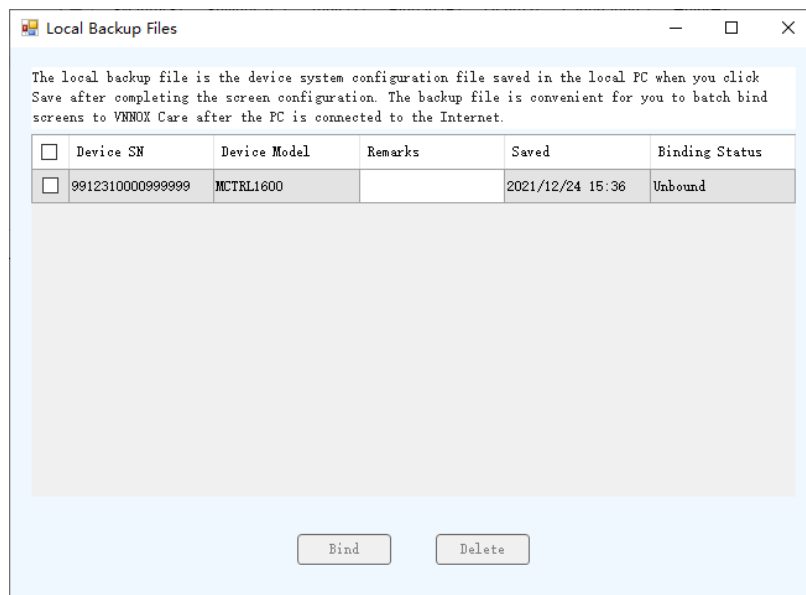 Local Backup Files
The local backup file is the device system configuration file saved in the local PC when you click
Save after completing the screen configuration. The backup file is convenient for you to batch bind
screens to VNNOX Care after the PC is connected to the Internet.
Device SN Device Model Remarks Saved Binding Status
9912310000999999 MCTRL1600 2021/12/24 15:36 Unbound
Bind Delete